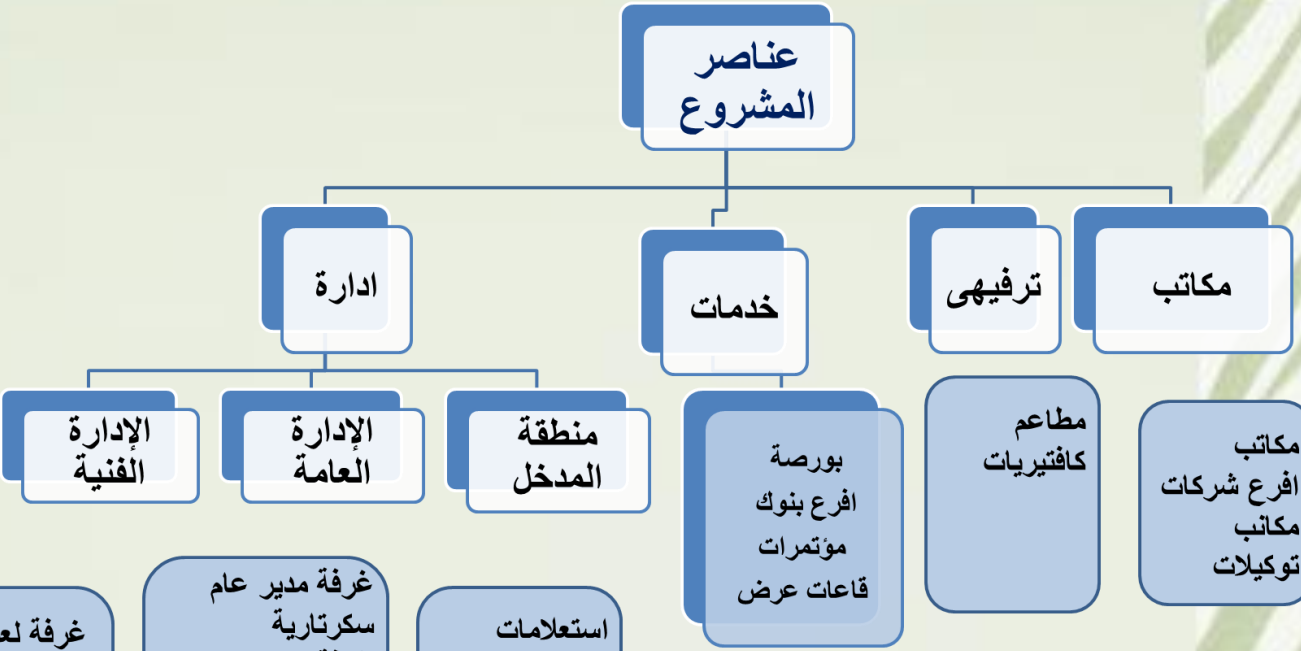 عناصر
المشروع
مكاتب
ترفيهى
خدمات
ادارة
منطقة
المدخل
الإدارة
العامة
الإدارة
الفنية
مكاتب
افرع شركات
مكاتب
توكيلات
مطاعم
كافتيريات
بورصة
افرع بنوك
مؤتمرات
قاعات عرض
استعلامات
غرفة مدير عام
سكرتارية
غرفة